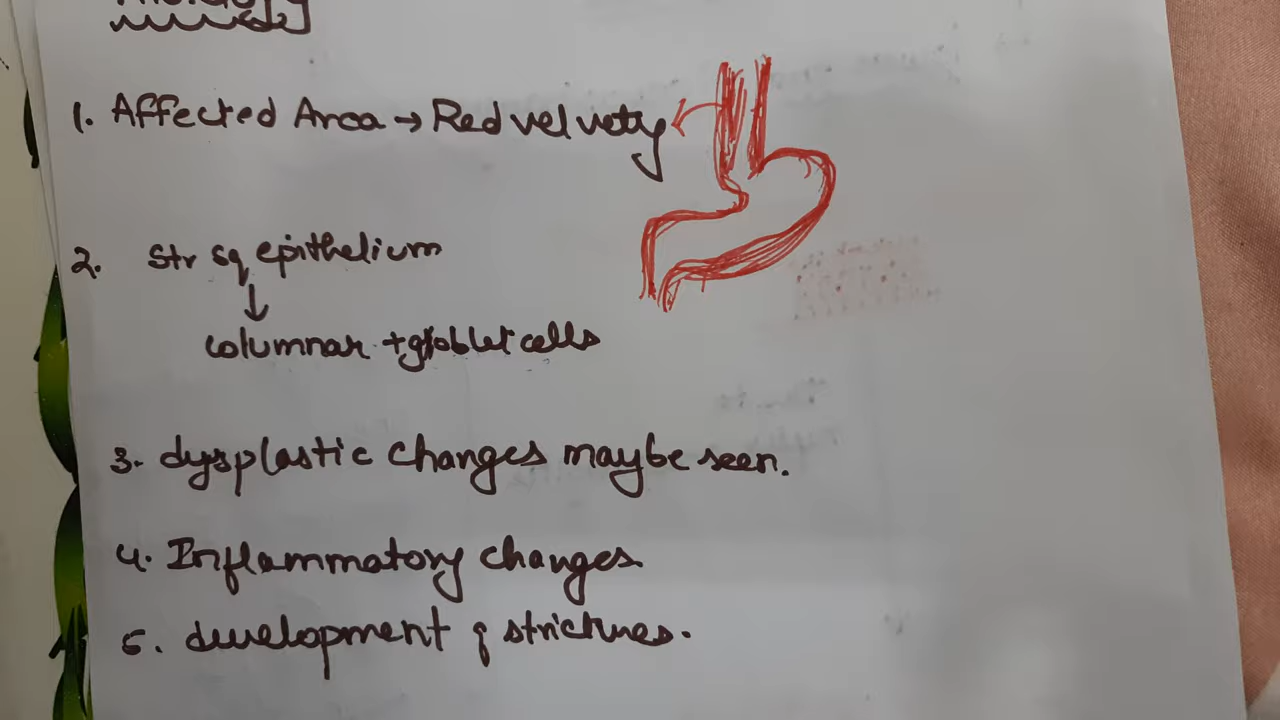 1. Affected Area → Red velvety
2. Str sq epithelium
↓
columnar + goblet cells
3. dysplastic changes maybe seen.
4. Inflammatory changes
5. development of strictures.